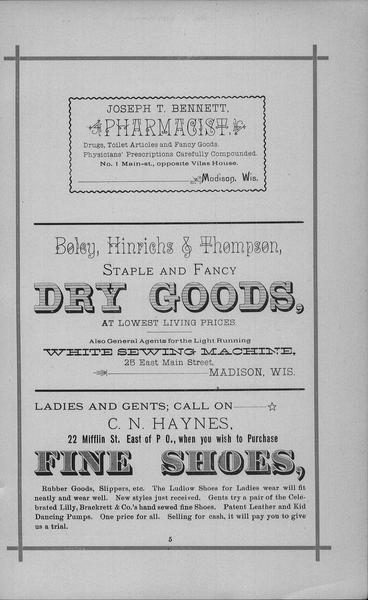 JOSEPH T. BENNETT,
PHARMACIST.
Drugs, Toilet Articles and Fancy Goods.
Physicians' Prescriptions Carefully Compounded.
No. 1 Main-st., opposite Vilas House.
Madison, Wis.
Boley, Hinrichs & Thompson,
STAPLE AND FANCY
DRY GOODS,
AT LOWEST LIVING PRICES.
Also General Agents for the Light Running
WHITE SEWING MACHINE,
25 East Main Street,
MADISON, WIS.
LADIES AND GENTS; CALL ON
C. N. HAYNES,
22 Mifflin St. East of P O., when you wish to Purchase
FINE SHOES,
Rubber Goods, Slippers, etc. The Ludlow Shoes for Ladies wear will fit
neatly and wear well. New styles just received. Gents try a pair of the Cele-
brated Lilly, Brackrett & Co.'s hand sewed fine Shoes. Patent Leather and Kid
Dancing Pumps. One price for all. Selling for cash, it will pay you to give
us a trial.
5